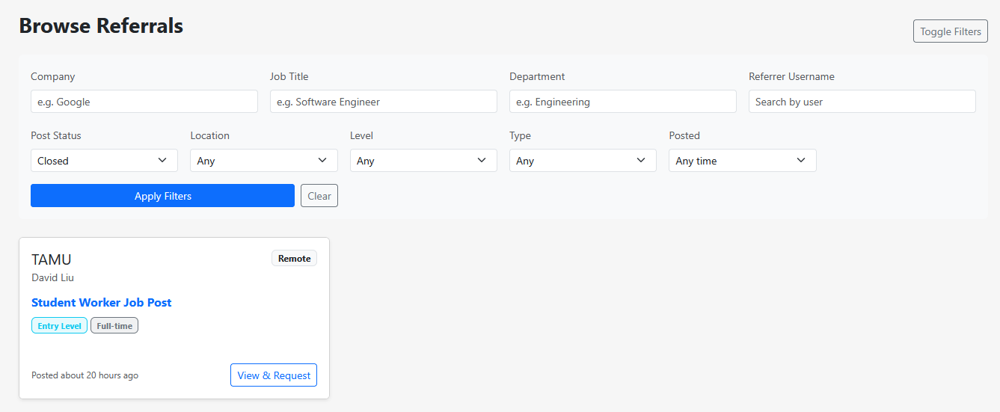 Browse Referrals
Toggle Filters
Company Job Title Department Referrer Username
e.g. Google e.g. Software Engineer e.g. Engineering Search by user
Post Status Location Level Type Posted
Closed Any Any Any Any time
Apply Filters Clear
TAMU Remote
David Liu
Student Worker Job Post
Entry Level Full-time
Posted about 20 hours ago View & Request